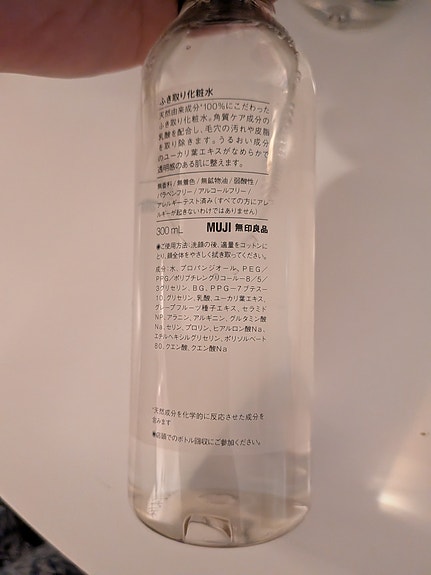 ふき取り化粧水
天然由来成分*100%にこだわった
ふき取り化粧水。角質ケア成分の
乳酸を配合し、毛穴の汚れや皮脂
を取り除きます。うるおい成分
のユーカリ葉エキスがなめらかで
透明感のある肌に整えます。
無香料/無着色/無鉱物油/弱酸性/
パラベンフリー/アルコールフリー/
アレルギーテスト済み(すべての方にアレ
ルギーが起きないわけではありません)
300mL MUJI 無印良品
●ご使用方法:洗顔の後、適量をコットンに
とり、顔全体をやさしく拭き取ってください。
成分:水、プロパンジオール、PEG/
PPG/ポリブチレングリコール-8/5/
3グリセリン、BG、PPG-7ブテス-
10、グリセリン、乳酸、ユーカリ葉エキス、
グレープフルーツ種子エキス、セラミド
NP、アラニン、アルギニン、グルタミン酸
Na、セリン、プロリン、ヒアルロン酸Na、
エチルヘキシルグリセリン、ポリソルベート
80、クエン酸、クエン酸Na
*天然成分を化学的に反応させた成分を
含みます
●店頭でのボトル回収にご参加ください。